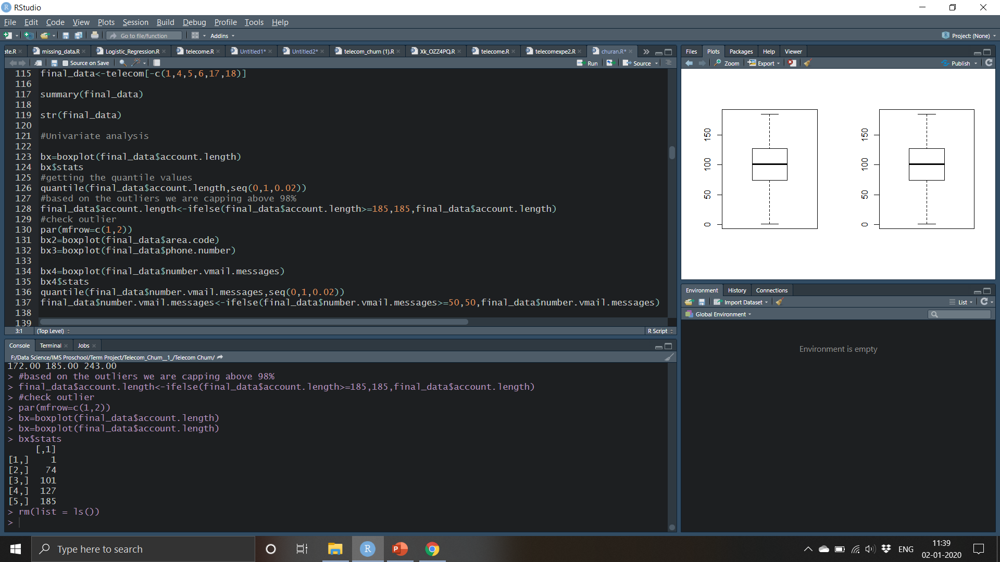 RStudio
File Edit Code View Plots Session Build Debug Profile Tools Help
Go to file/function Addins Project: (None)
ate.R missing_data.R Logistic_Regression.R telecome.R Untitled1* Untitled2* telecom_churn (1).R Xk_OZZ4PQ.R telecome.R telecomexpe2.R churan.R*
Source on Save Run Source
115 final_data<-telecom[-c(1,4,5,6,17,18)]
116
117 summary(final_data)
118
119 str(final_data)
120
121 #Univariate analysis
122
123 bx=boxplot(final_data$account.length)
124 bx$stats
125 #getting the quantile values
126 quantile(final_data$account.length,seq(0,1,0.02))
127 #based on the outliers we are capping above 98%
128 final_data$account.length<-ifelse(final_data$account.length>=185,185,final_data$account.length)
129 #check outlier
130 par(mfrow=c(1,2))
131 bx2=boxplot(final_data$area.code)
132 bx3=boxplot(final_data$phone.number)
133
134 bx4=boxplot(final_data$number.vmail.messages)
135 bx4$stats
136 quantile(final_data$number.vmail.messages,seq(0,1,0.02))
137 final_data$number.vmail.messages<-ifelse(final_data$number.vmail.messages>=50,50,final_data$number.vmail.messages)
138
139
3:1 (Top Level) R Script
Console Terminal Jobs
F:/Data Science/IMS Proschool/Term Project/Telecom_Churn__1_/Telecom Churn/
172.00 185.00 243.00
> #based on the outliers we are capping above 98%
> final_data$account.length<-ifelse(final_data$account.length>=185,185,final_data$account.length)
> #check outlier
> par(mfrow=c(1,2))
> bx=boxplot(final_data$account.length)
> bx=boxplot(final_data$account.length)
> bx$stats
[,1]
[1,] 1
[2,] 74
[3,] 101
[4,] 127
[5,] 185
> rm(list = ls())
>
Files Plots Packages Help Viewer
Zoom Export Publish
150
100
50
0
150
100
50
0
Environment History Connections
Import Dataset List
Global Environment
Environment is empty
Type here to search
ENG
11:39
02-01-2020